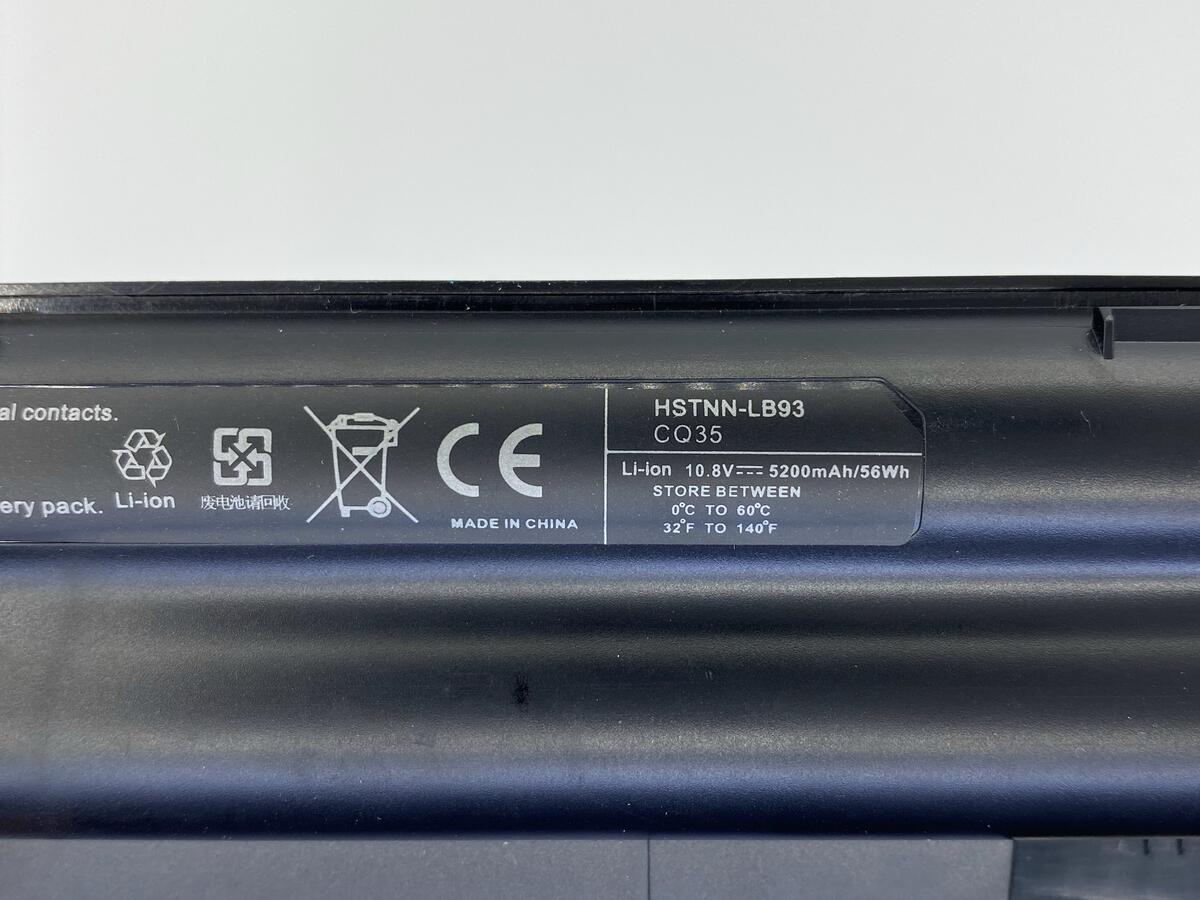 al contacts.
ery pack.
Li-ion
废电池请回收
CE
MADE IN CHINA
HSTNN-LB93
CQ35
Li-ion 10.8V⎓ 5200mAh/56Wh
STORE BETWEEN
0°C TO 60°C
32°F TO 140°F